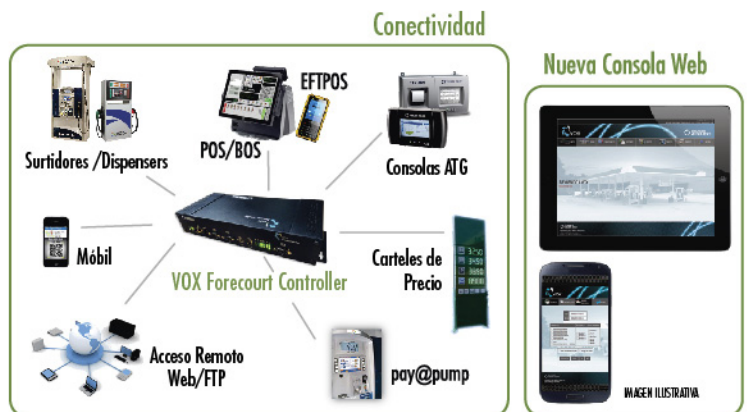 Conectividad
Nueva Consola Web
EFTPOS
POS/BOS
Surtidores /Dispensers
Consolas ATG
Móbil
VOX Forecourt Controller
Carteles de
Precio
Acceso Remoto
Web/FTP
pay@pump
IMAGEN ILUSTRATIVA